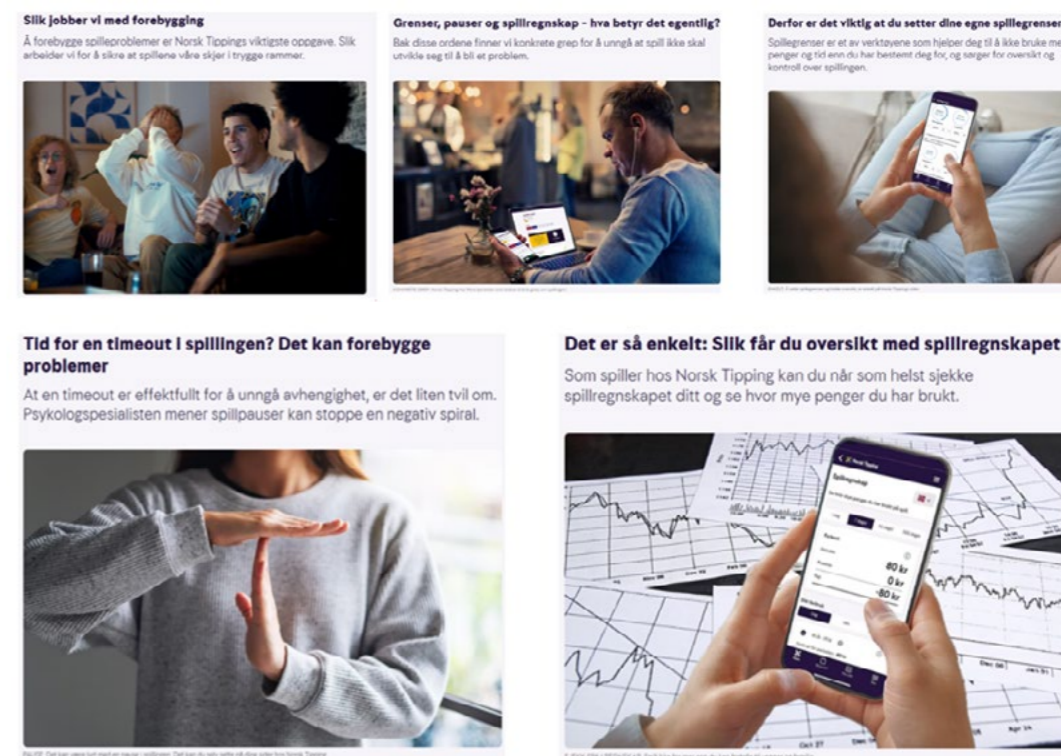 Slik jobber vi med forebygging
Å forebygge spilleproblemer er Norsk Tippings viktigste oppgave. Slik
arbeider vi for å sikre at spillene våre skjer i trygge rammer.
Grenser, pauser og spillregnskap – hva betyr det egentlig?
Bak disse ordene finner vi konkrete grep for å unngå at spill ikke skal
utvikle seg til å bli et problem.
Derfor er det viktig at du setter dine egne spillegrenser
Spillegrenser er et av verktøyene som hjelper deg til å ikke bruke me
penger og tid enn du har bestemt deg for, og sørger for oversikt og
kontroll over spillingen.
Tid for en timeout i spillingen? Det kan forebygge
problemer
At en timeout er effektfullt for å unngå avhengighet, er det liten tvil om.
Psykologspesialisten mener spillpauser kan stoppe en negativ spiral.
Det er så enkelt: Slik får du oversikt med spillregnskapet
Som spiller hos Norsk Tipping kan du når som helst sjekke
spillregnskapet ditt og se hvor mye penger du har brukt.
Norsk Tipping
Spillregnskap
80 kr
0 kr
-80 kr